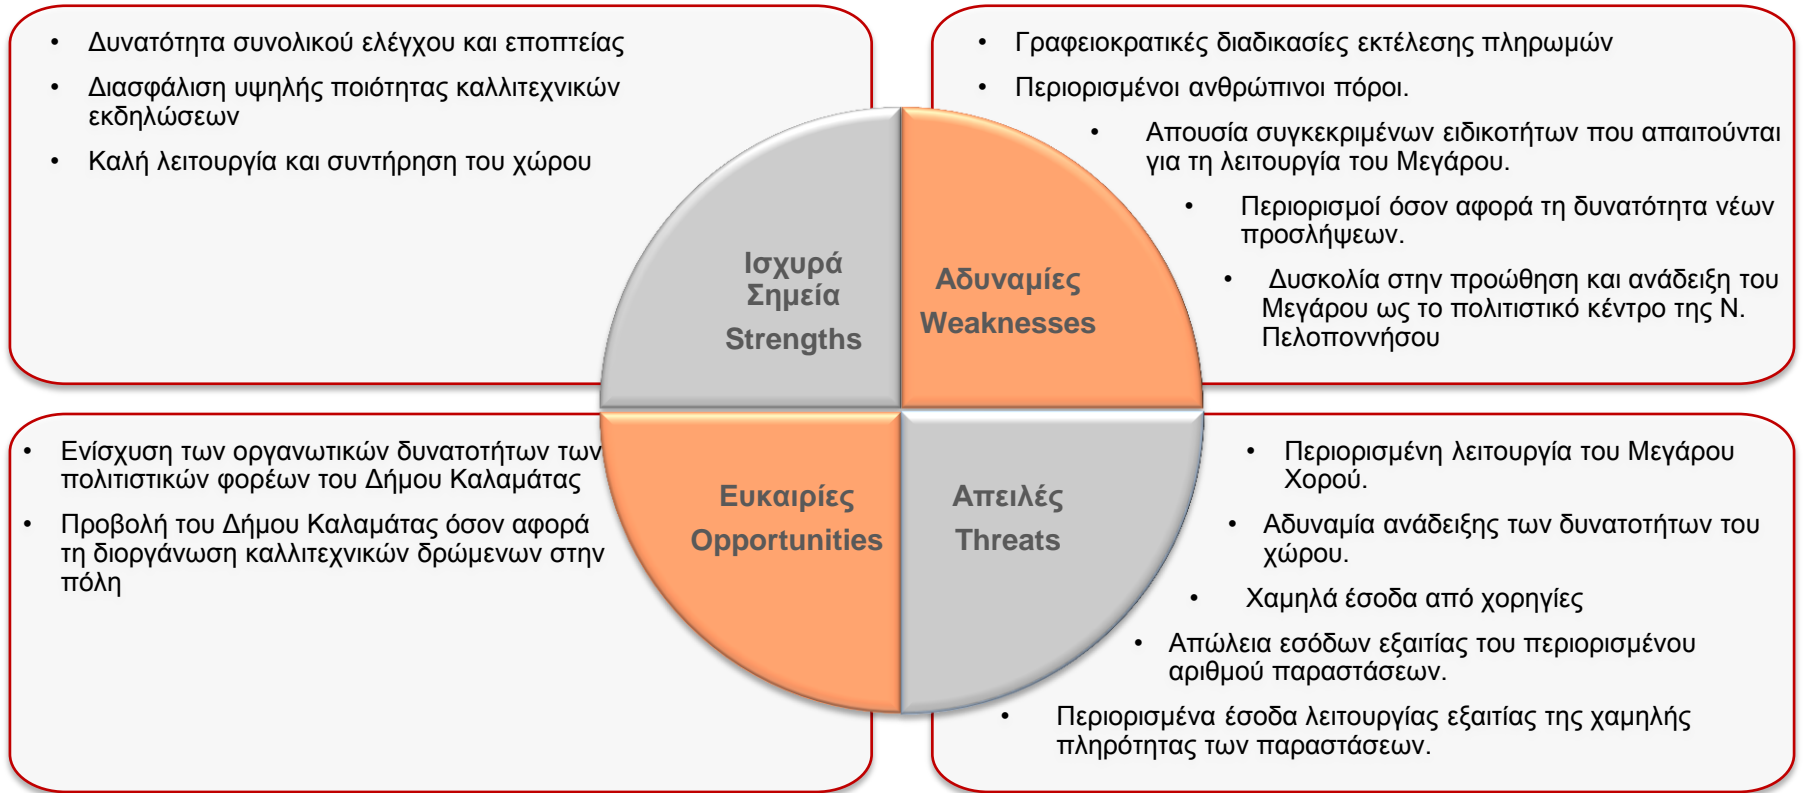 • Δυνατότητα συνολικού ελέγχου και εποπτείας
• Διασφάλιση υψηλής ποιότητας καλλιτεχνικών
εκδηλώσεων
• Καλή λειτουργία και συντήρηση του χώρου
• Γραφειοκρατικές διαδικασίες εκτέλεσης πληρωμών
• Περιορισμένοι ανθρώπινοι πόροι.
• Απουσία συγκεκριμένων ειδικοτήτων που απαιτούνται
για τη λειτουργία του Μεγάρου.
• Περιορισμοί όσον αφορά τη δυνατότητα νέων
προσλήψεων.
• Δυσκολία στην προώθηση και ανάδειξη του
Μεγάρου ως το πολιτιστικό κέντρο της Ν.
Πελοποννήσου
Ισχυρά
Σημεία
Strengths
Αδυναμίες
Weaknesses
Ευκαιρίες
Opportunities
Απειλές
Threats
• Ενίσχυση των οργανωτικών δυνατοτήτων των
πολιτιστικών φορέων του Δήμου Καλαμάτας
• Προβολή του Δήμου Καλαμάτας όσον αφορά
τη διοργάνωση καλλιτεχνικών δρώμενων στην
πόλη
• Περιορισμένη λειτουργία του Μεγάρου
Χορού.
• Αδυναμία ανάδειξης των δυνατοτήτων του
χώρου.
• Χαμηλά έσοδα από χορηγίες
• Απώλεια εσόδων εξαιτίας του περιορισμένου
αριθμού παραστάσεων.
• Περιορισμένα έσοδα λειτουργίας εξαιτίας της χαμηλής
πληρότητας των παραστάσεων.